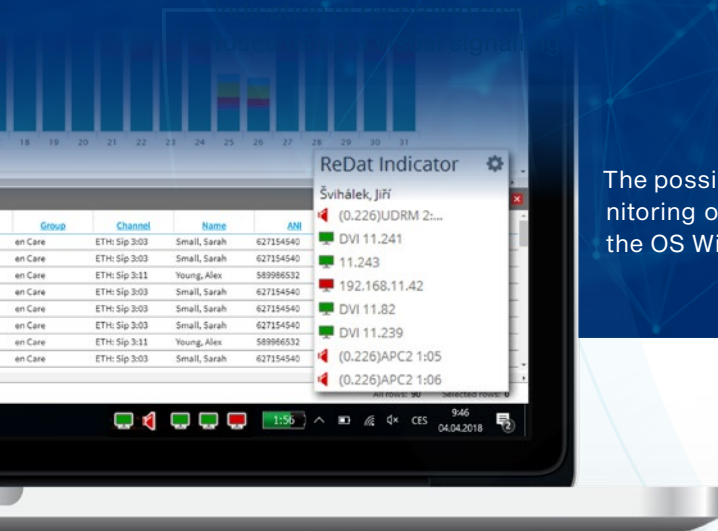 18 19 20 21 22 23 24 25 26 27 28 29 30 31
ReDat Indicator
Švihálek, Jiří
(0.226)UDRM 2:...
DVI 11.241
11.243
192.168.11.42
DVI 11.82
DVI 11.239
(0.226)APC2 1:05
(0.226)APC2 1:06
Group Channel Name ANI
en Care ETH: Sip 3:03 Small, Sarah 627154540
en Care ETH: Sip 3:03 Small, Sarah 627154540
en Care ETH: Sip 3:11 Young, Alex 589986532
en Care ETH: Sip 3:03 Small, Sarah 627154540
en Care ETH: Sip 3:03 Small, Sarah 627154540
en Care ETH: Sip 3:03 Small, Sarah 627154540
en Care ETH: Sip 3:11 Young, Alex 589986532
en Care ETH: Sip 3:03 Small, Sarah 627154540
All rows: 90 Selected rows: 0
1:56 CES 9:46
04.04.2018 2
The possi
nitoring o
the OS Wi